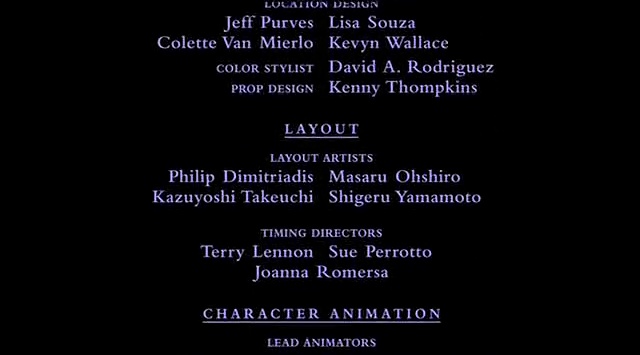 LOCATION DESIGN
Jeff Purves Lisa Souza
Colette Van Mierlo Kevyn Wallace
COLOR STYLIST David A. Rodriguez
PROP DESIGN Kenny Thompkins
LAYOUT
LAYOUT ARTISTS
Philip Dimitriadis Masaru Ohshiro
Kazuyoshi Takeuchi Shigeru Yamamoto
TIMING DIRECTORS
Terry Lennon Sue Perrotto
Joanna Romersa
CHARACTER ANIMATION
LEAD ANIMATORS